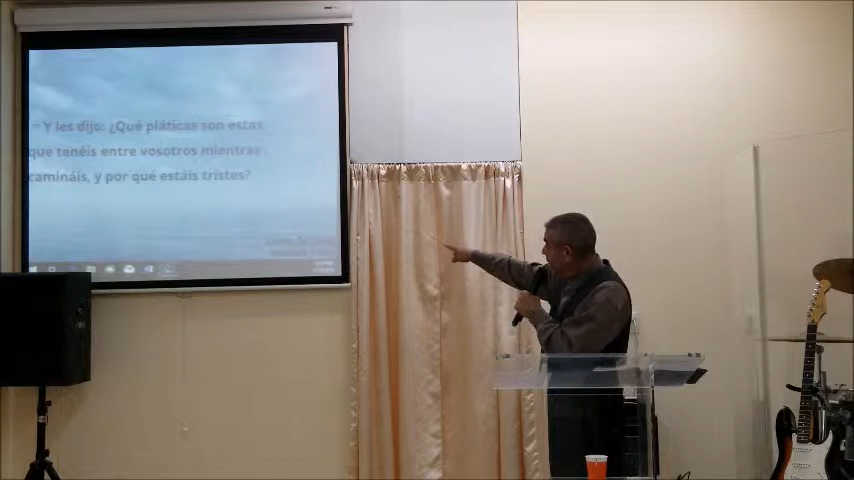 Y les dijo: ¿Qué pláticas son estas
que tenéis entre vosotros mientras
camináis, y por qué estáis tristes?